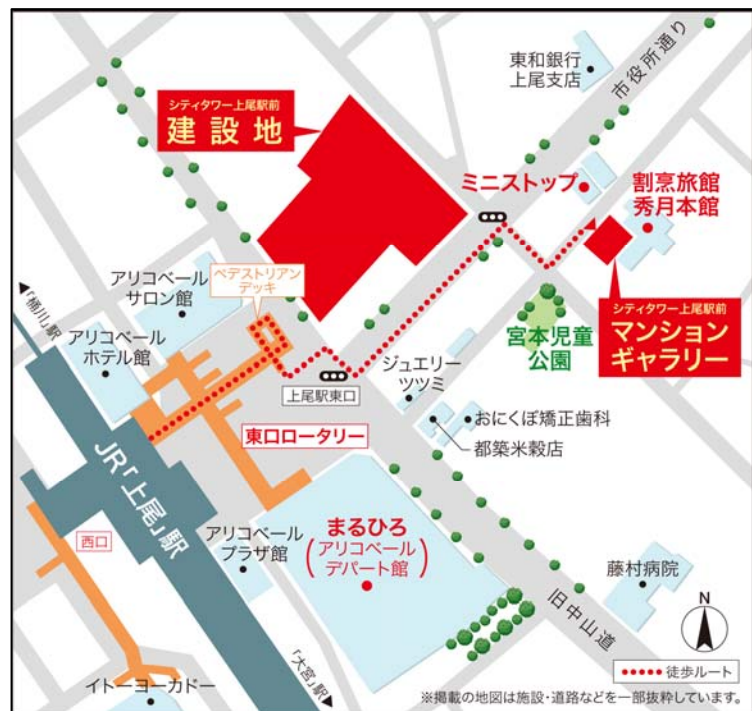 市役所通り
東和銀行
上尾支店
シティタワー上尾駅前
建設地
ミニストップ
割烹旅館
秀月本館
ペデストリアン
デッキ
アリコベール
サロン館
◀「桶川」駅
アリコベール
ホテル館
シティタワー上尾駅前
マンション
ギャラリー
宮本児童
公園
ジュエリー
ツツミ
上尾駅東口
おにくぼ矯正歯科
都築米穀店
東口ロータリー
JR「上尾」駅
西口
アリコベール
プラザ館
まるひろ
(アリコベール
デパート館)
藤村病院
旧中山道
N
「大宮」駅▶
イトーヨーカドー
徒歩ルート
※掲載の地図は施設・道路などを一部抜粋しています。